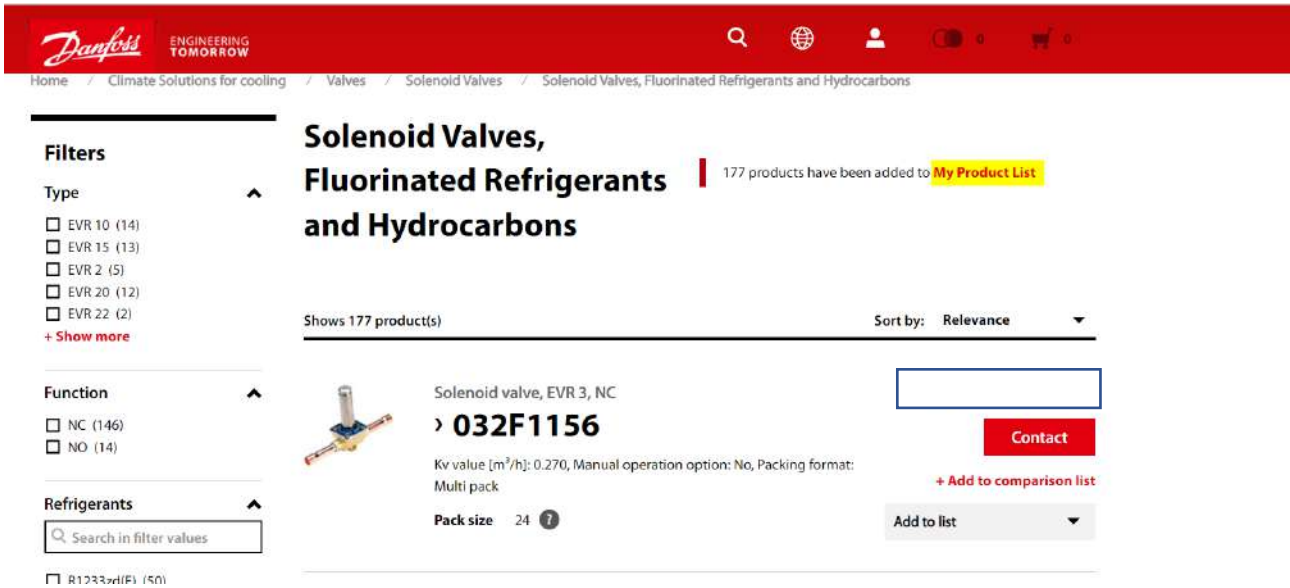 Danfoss
ENGINEERING
TOMORROW
0
0
Home / Climate Solutions for cooling / Valves / Solenoid Valves / Solenoid Valves, Fluorinated Refrigerants and Hydrocarbons
Filters
Type
EVR 10 (14)
EVR 15 (13)
EVR 2 (5)
EVR 20 (12)
EVR 22 (2)
+ Show more
Function
NC (146)
NO (14)
Refrigerants
Search in filter values
R1233zd(E) (50)
Solenoid Valves,
Fluorinated Refrigerants
and Hydrocarbons
177 products have been added to My Product List
Shows 177 product(s)
Sort by: Relevance
Solenoid valve, EVR 3, NC
› 032F1156
Kv value [m³/h]: 0.270, Manual operation option: No, Packing format:
Multi pack
Pack size 24 ?
Contact
+ Add to comparison list
Add to list